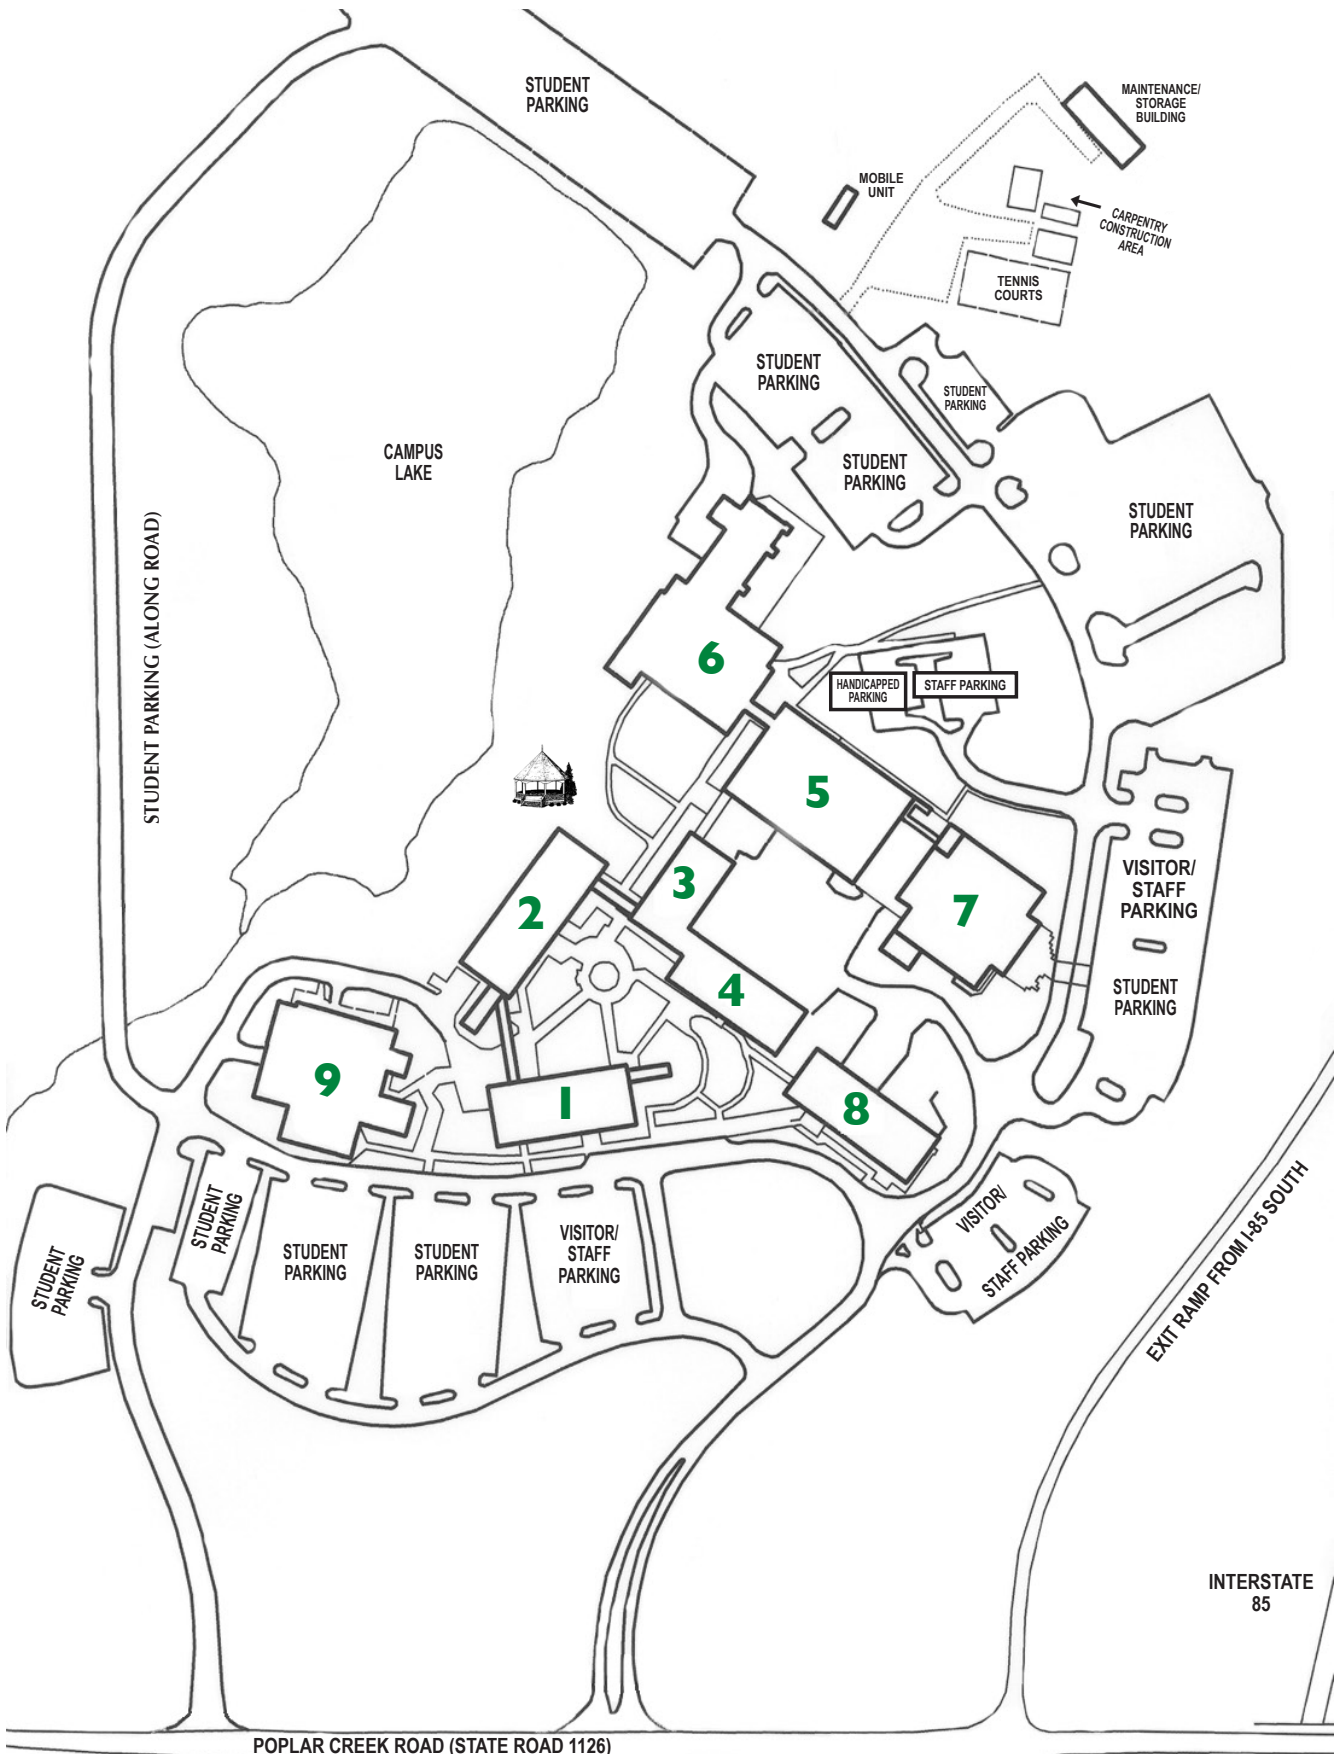 STUDENT
PARKING
MAINTENANCE/
STORAGE
BUILDING
MOBILE
UNIT
CARPENTRY
CONSTRUCTION
AREA
TENNIS
COURTS
STUDENT
PARKING
STUDENT
PARKING
CAMPUS
LAKE
STUDENT
PARKING
STUDENT
PARKING
STUDENT PARKING (ALONG ROAD)
6
HANDICAPPED
PARKING
STAFF PARKING
5
VISITOR/
STAFF
PARKING
3
2
7
4
STUDENT
PARKING
9
1
8
STUDENT
PARKING
STUDENT
PARKING
STUDENT
PARKING
STUDENT
PARKING
VISITOR/
STAFF
PARKING
VISITOR/
STAFF PARKING
EXIT RAMP FROM I-85 SOUTH
INTERSTATE
85
POPLAR CREEK ROAD (STATE ROAD 1126)